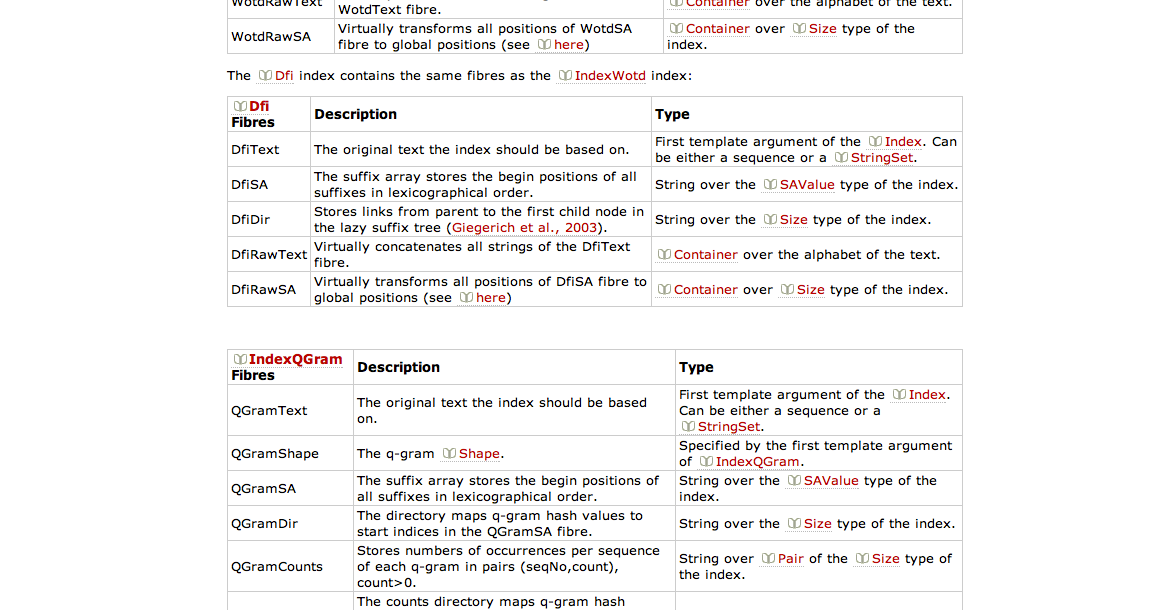 WotdRawText
WotdText fibre.
Container over the alphabet of the text.
WotdRawSA
Virtually transforms all positions of WotdSA
fibre to global positions (see here)
Container over Size type of the
index.
The Dfi index contains the same fibres as the IndexWotd index:
Dfi
Fibres
Description
Type
DfiText
The original text the index should be based on.
First template argument of the Index. Can
be either a sequence or a StringSet.
DfiSA
The suffix array stores the begin positions of all
suffixes in lexicographical order.
String over the SAValue type of the index.
DfiDir
Stores links from parent to the first child node in
the lazy suffix tree (Giegerich et al., 2003).
String over the Size type of the index.
DfiRawText
Virtually concatenates all strings of the DfiText
fibre.
Container over the alphabet of the text.
DfiRawSA
Virtually transforms all positions of DfiSA fibre to
global positions (see here)
Container over Size type of the index.
IndexQGram
Fibres
Description
Type
QGramText
The original text the index should be based
on.
First template argument of the Index.
Can be either a sequence or a
StringSet.
QGramShape
The q-gram Shape.
Specified by the first template argument
of IndexQGram.
QGramSA
The suffix array stores the begin positions of
all suffixes in lexicographical order.
String over the SAValue type of the
index.
QGramDir
The directory maps q-gram hash values to
start indices in the QGramSA fibre.
String over the Size type of the index.
QGramCounts
Stores numbers of occurrences per sequence
of each q-gram in pairs (seqNo,count),
count>0.
String over Pair of the Size type of
the index.
The counts directory maps q-gram hash